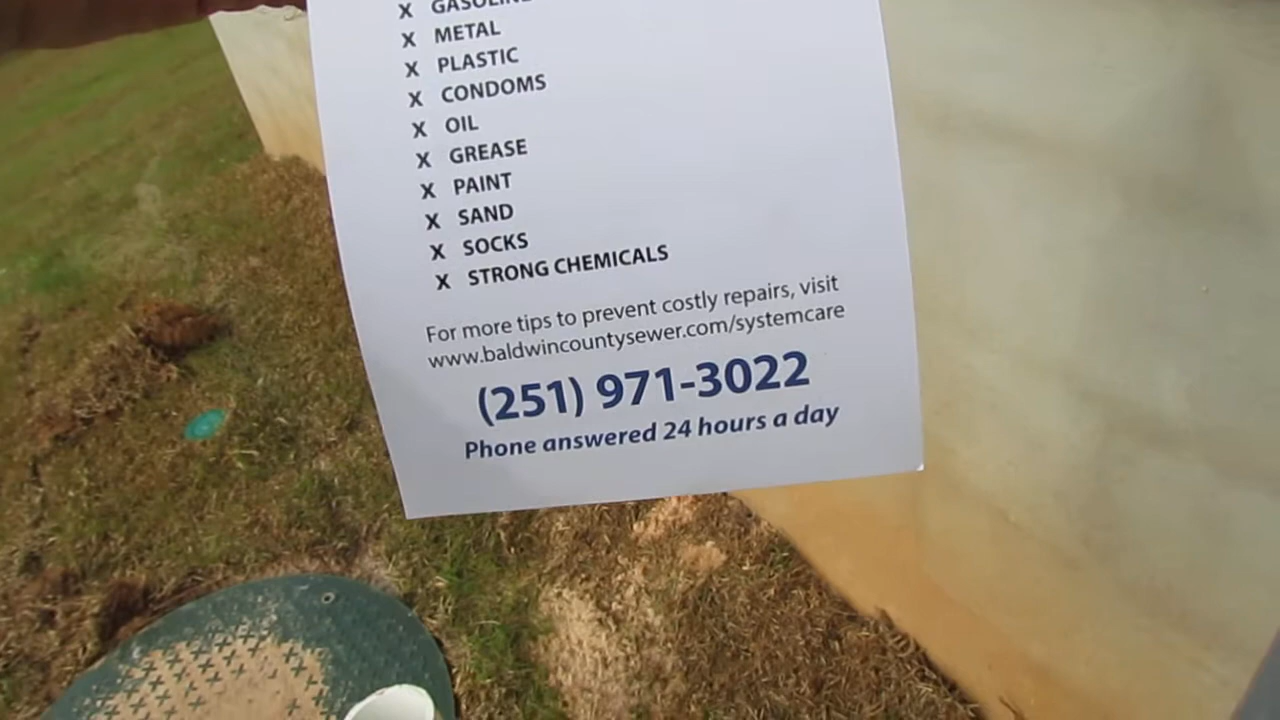 X GASOLINE
X METAL
X PLASTIC
X CONDOMS
X OIL
X GREASE
X PAINT
X SAND
X SOCKS
X STRONG CHEMICALS
For more tips to prevent costly repairs, visit
www.baldwincountysewer.com/systemcare
(251) 971-3022
Phone answered 24 hours a day